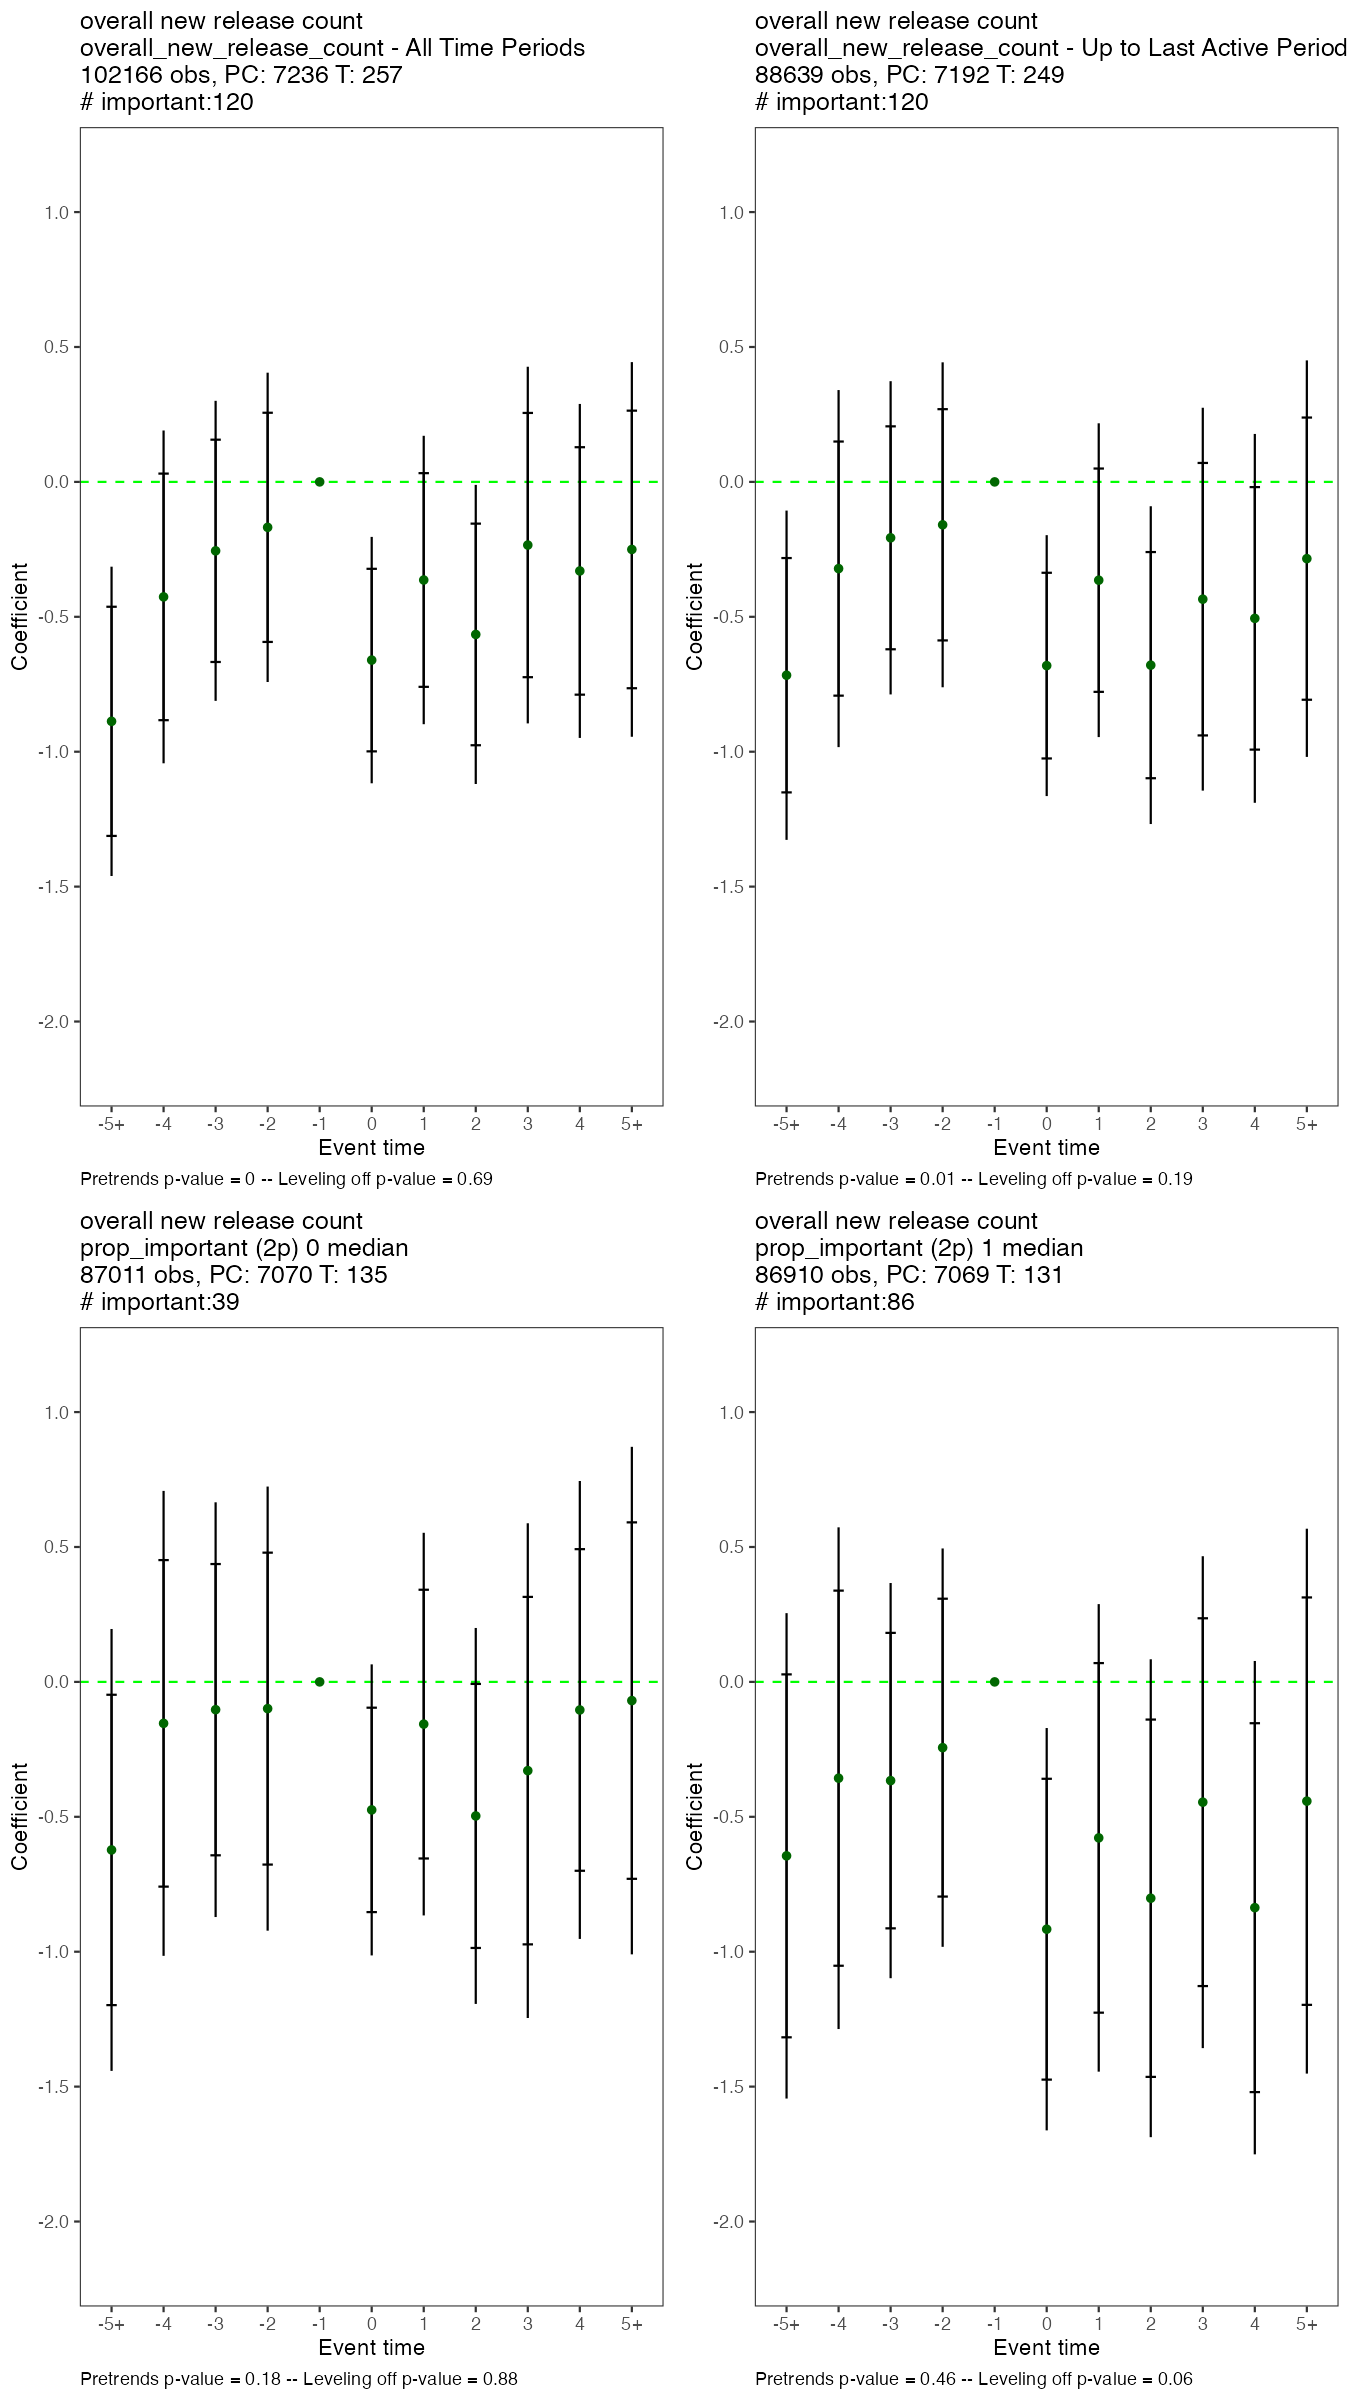 overall new release count
overall_new_release_count - All Time Periods
102166 obs, PC: 7236 T: 257
# important:120
1.0
0.5
0.0
-0.5
-1.0
-1.5
-2.0
Coefficient
-5+ -4 -3 -2 -1 0 1 2 3 4 5+
Event time
Pretrends p-value = 0 -- Leveling off p-value = 0.69
overall new release count
overall_new_release_count - Up to Last Active Period
88639 obs, PC: 7192 T: 249
# important:120
1.0
0.5
0.0
-0.5
-1.0
-1.5
-2.0
Coefficient
-5+ -4 -3 -2 -1 0 1 2 3 4 5+
Event time
Pretrends p-value = 0.01 -- Leveling off p-value = 0.19
overall new release count
prop_important (2p) 0 median
87011 obs, PC: 7070 T: 135
# important:39
1.0
0.5
0.0
-0.5
-1.0
-1.5
-2.0
Coefficient
-5+ -4 -3 -2 -1 0 1 2 3 4 5+
Event time
Pretrends p-value = 0.18 -- Leveling off p-value = 0.88
overall new release count
prop_important (2p) 1 median
86910 obs, PC: 7069 T: 131
# important:86
1.0
0.5
0.0
-0.5
-1.0
-1.5
-2.0
Coefficient
-5+ -4 -3 -2 -1 0 1 2 3 4 5+
Event time
Pretrends p-value = 0.46 -- Leveling off p-value = 0.06